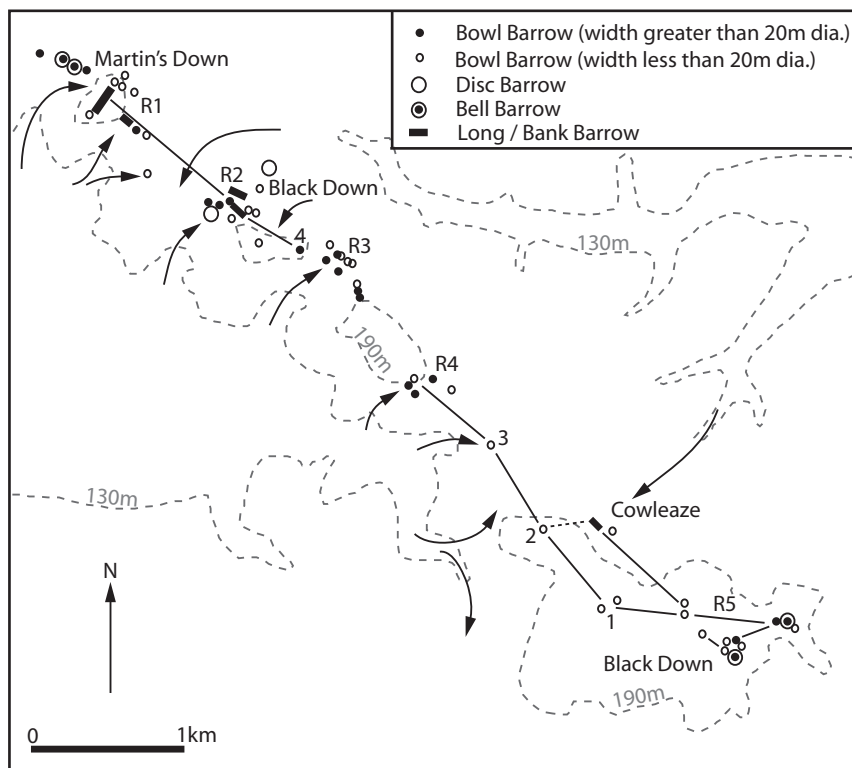 Bowl Barrow (width greater than 20m dia.)
Bowl Barrow (width less than 20m dia.)
Disc Barrow
Bell Barrow
Long / Bank Barrow
Martin's Down
R1
R2
Black Down
4
R3
130m
190m
R4
3
130m
Cowleaze
2
N
R5
1
Black Down
190m
0
1km